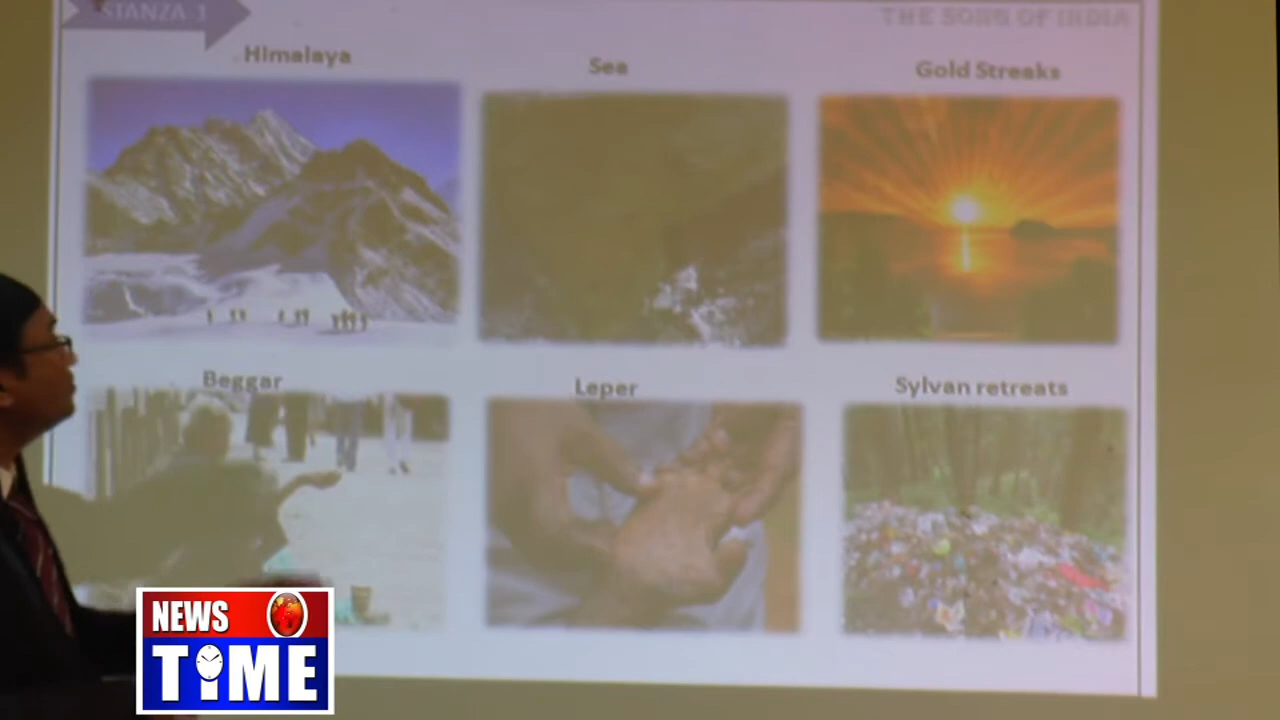 STANZA-1
THE SONG OF INDIA
Himalaya
Sea
Gold Streaks
Beggar
Leper
Sylvan retreats
NEWS
TIME